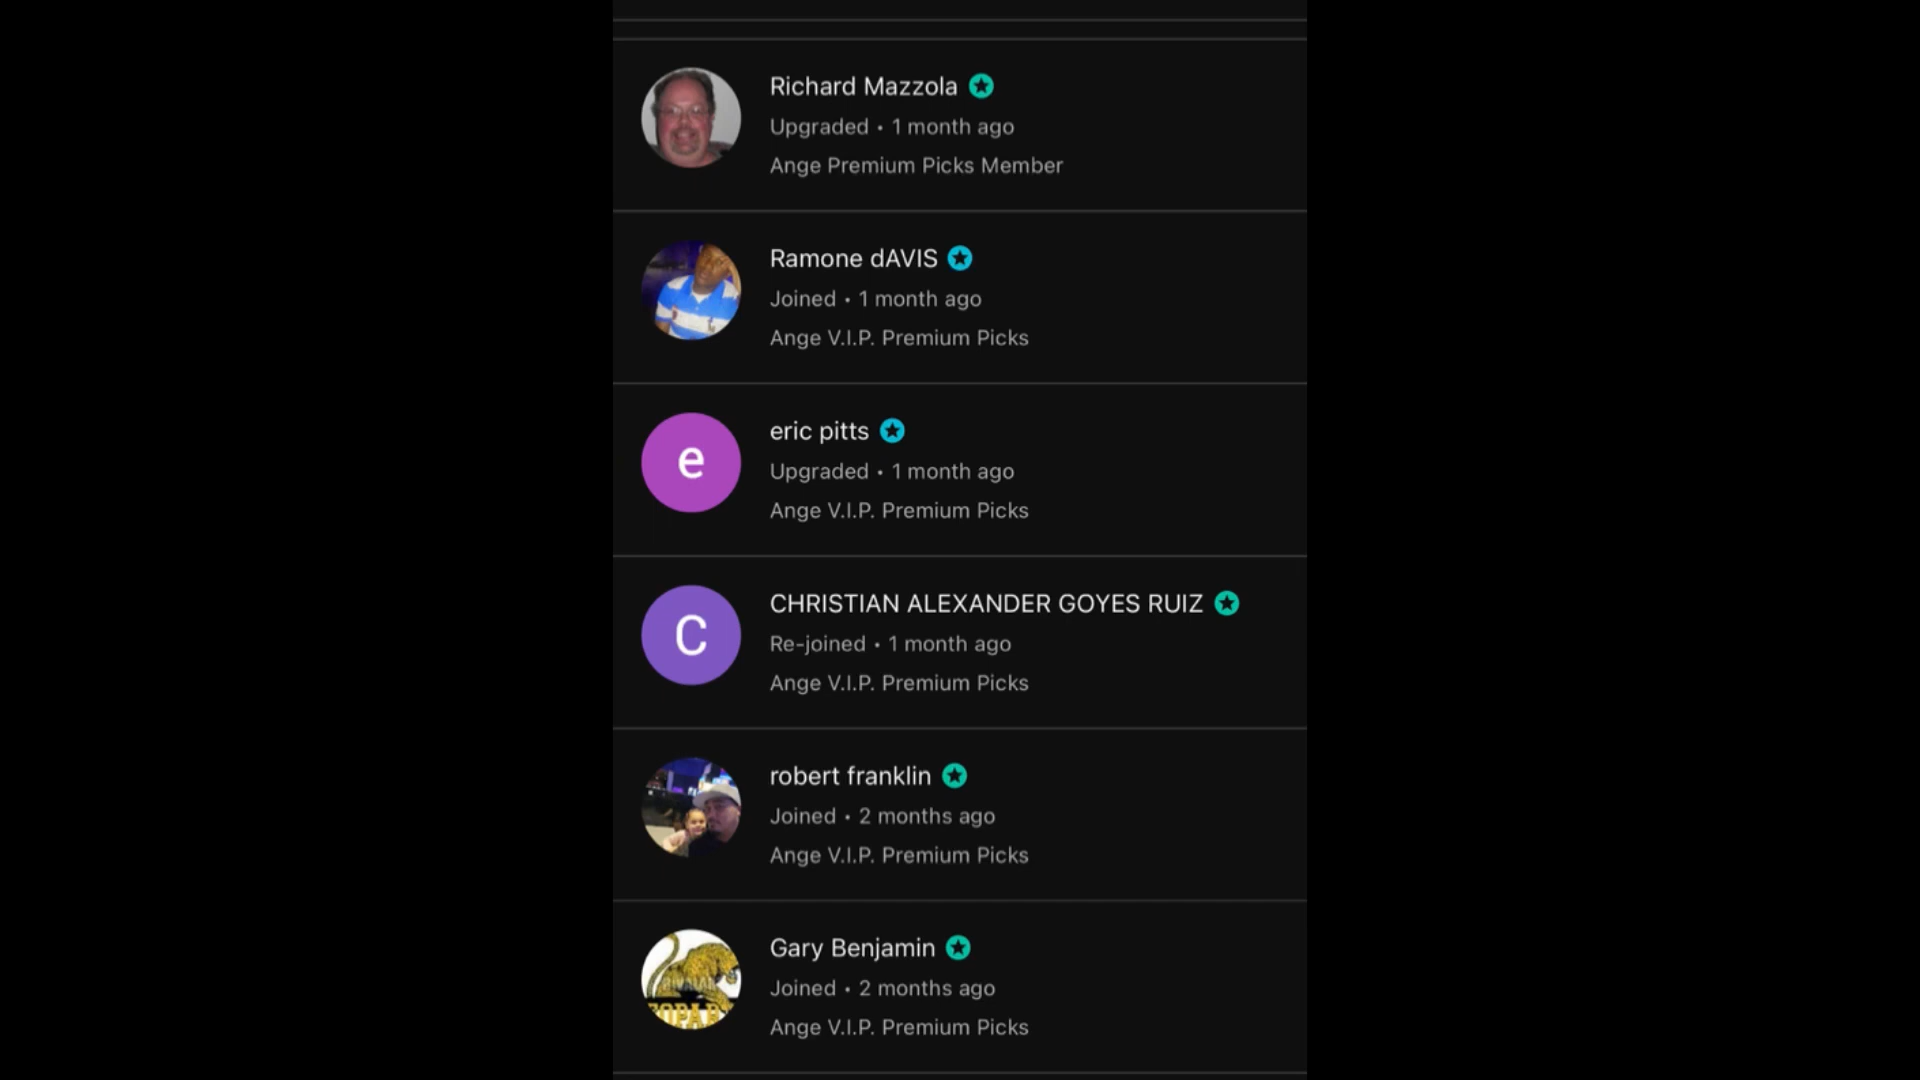 Richard Mazzola
Upgraded • 1 month ago
Ange Premium Picks Member
Ramone dAVIS
Joined • 1 month ago
Ange V.I.P. Premium Picks
e
eric pitts
Upgraded • 1 month ago
Ange V.I.P. Premium Picks
C
CHRISTIAN ALEXANDER GOYES RUIZ
Re-joined • 1 month ago
Ange V.I.P. Premium Picks
robert franklin
Joined • 2 months ago
Ange V.I.P. Premium Picks
Gary Benjamin
Joined • 2 months ago
Ange V.I.P. Premium Picks